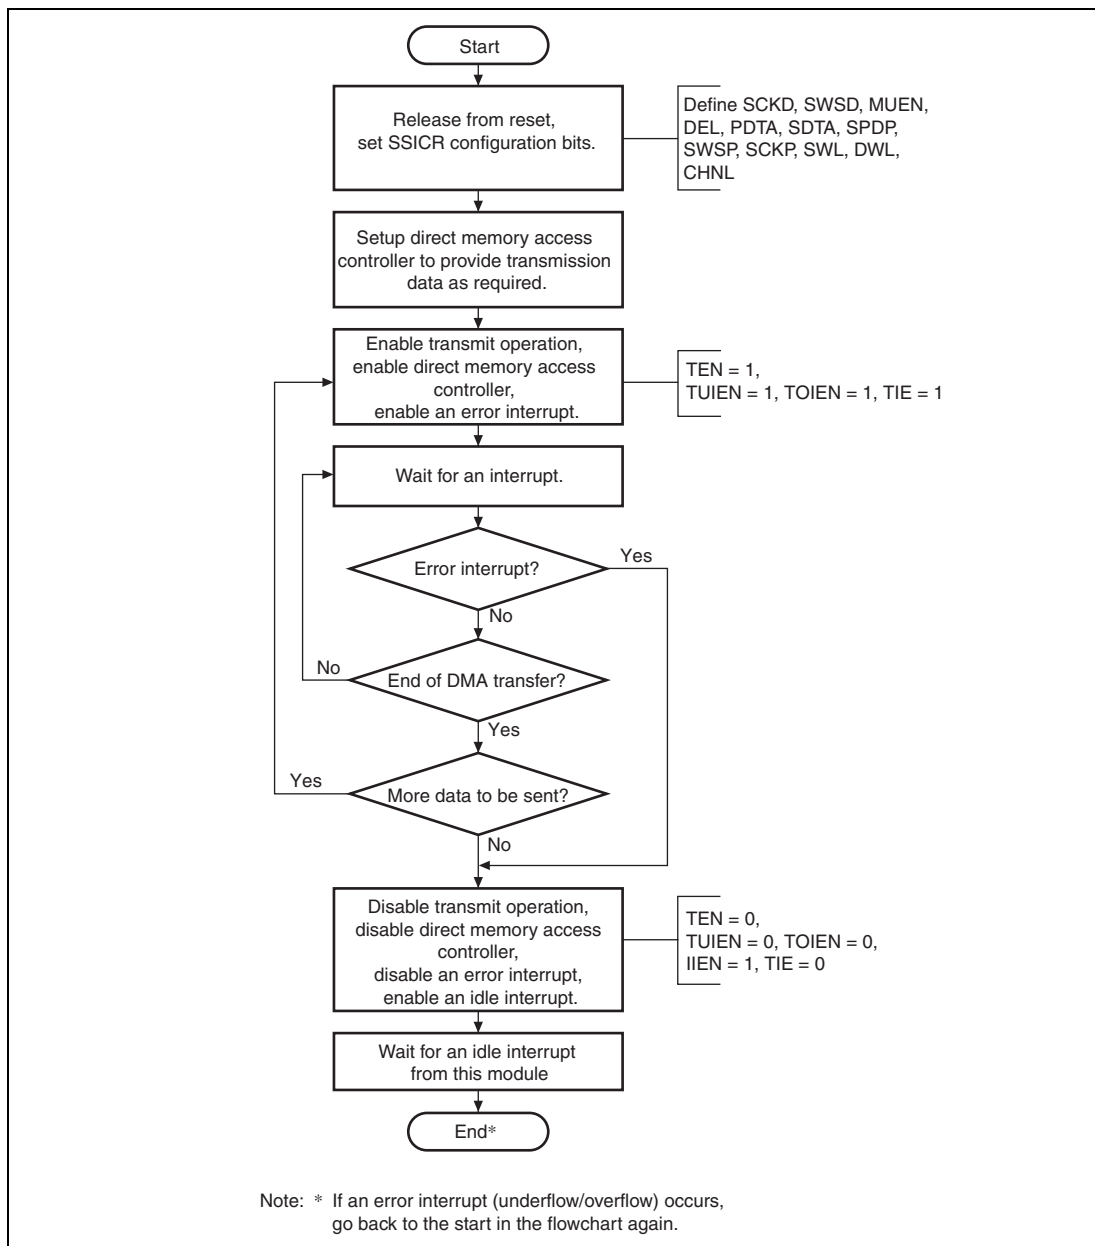 Start
Release from reset,
set SSICR configuration bits.
Define SCKD, SWSD, MUEN,
DEL, PDTA, SDTA, SPDP,
SWSP, SCKP, SWL, DWL,
CHNL
Setup direct memory access
controller to provide transmission
data as required.
Enable transmit operation,
enable direct memory access
controller,
enable an error interrupt.
TEN = 1,
TUIEN = 1, TOIEN = 1, TIE = 1
Wait for an interrupt.
Error interrupt?
Yes
No
End of DMA transfer?
No
Yes
More data to be sent?
Yes
No
Disable transmit operation,
disable direct memory access
controller,
disable an error interrupt,
enable an idle interrupt.
TEN = 0,
TUIEN = 0, TOIEN = 0,
IIEN = 1, TIE = 0
Wait for an idle interrupt
from this module
End*
Note: * If an error interrupt (underflow/overflow) occurs,
go back to the start in the flowchart again.